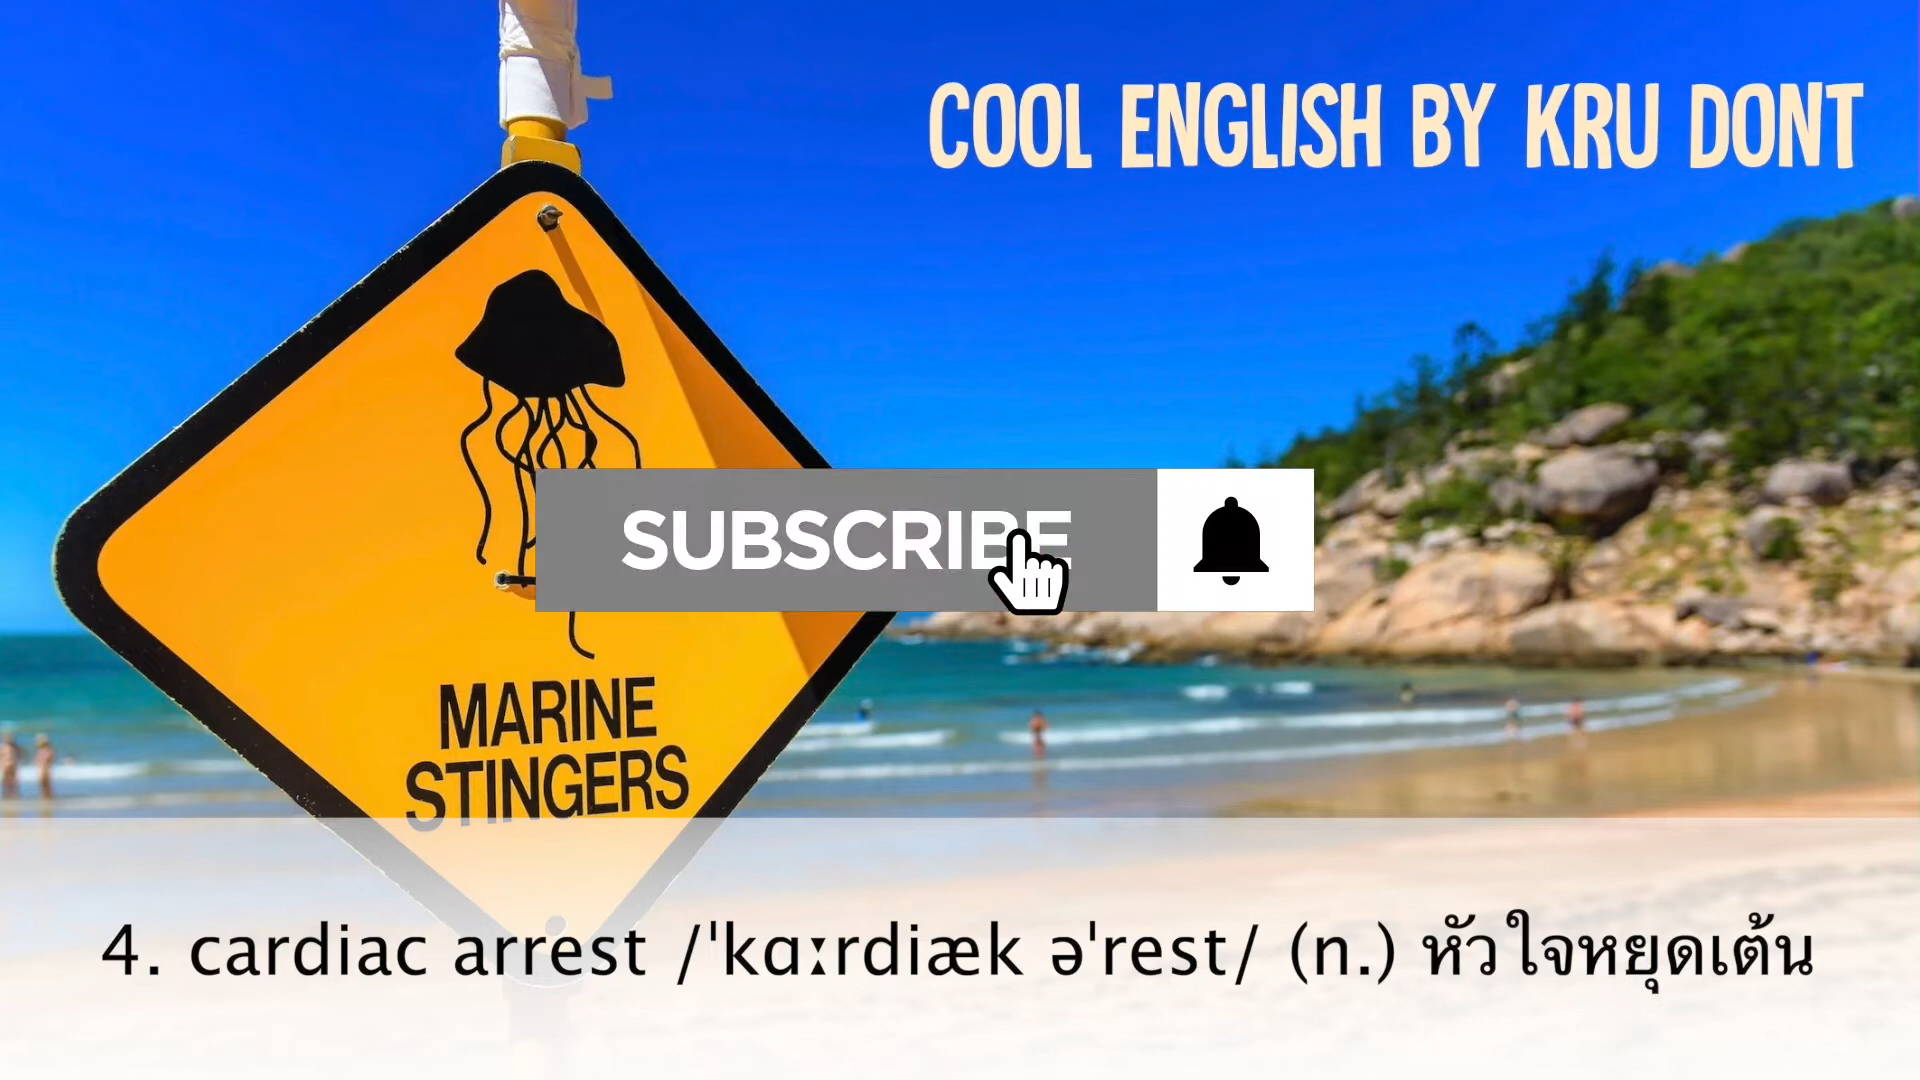 COOL ENGLISH BY KRU DONT
SUBSCRIBE
MARINE
STINGERS
4. cardiac arrest /ˈkɑːrdiæk əˈrest/ (n.) หัวใจหยุดเต้น